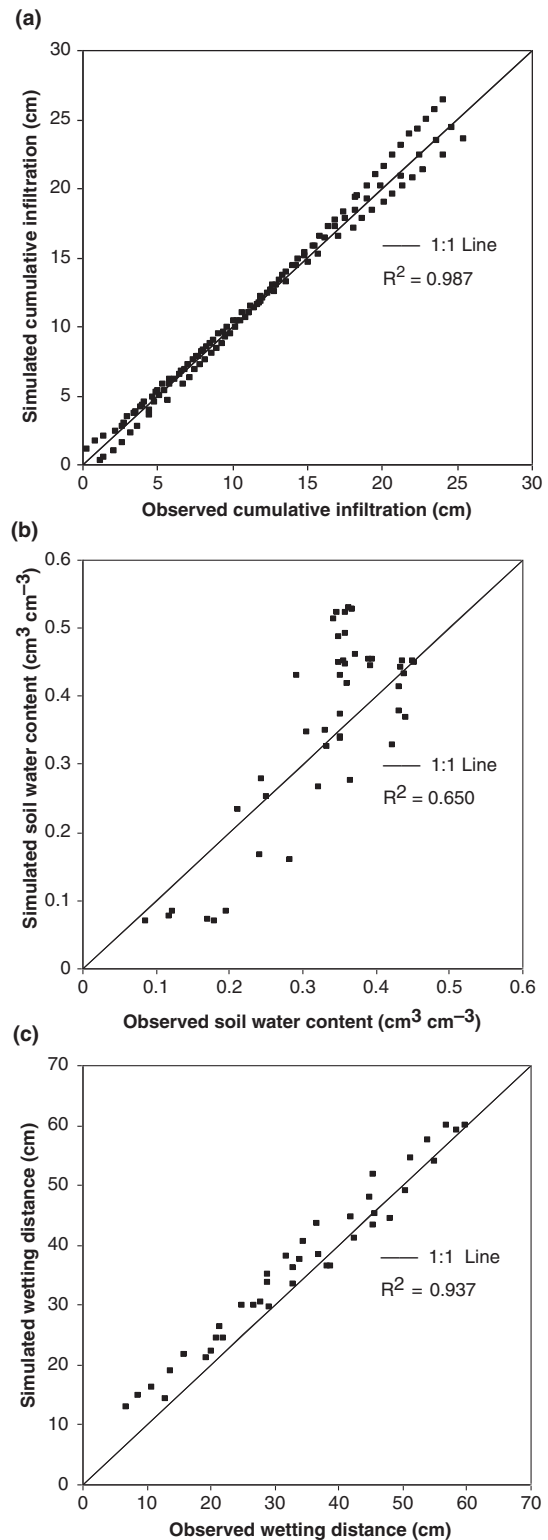 (a)
30
25
20
15
10
5
0
Simulated cumulative infiltration (cm)
1:1 Line
R² = 0.987
0 5 10 15 20 25 30
Observed cumulative infiltration (cm)
(b)
0.6
0.5
0.4
0.3
0.2
0.1
0
Simulated soil water content (cm³ cm⁻³)
1:1 Line
R² = 0.650
0 0.1 0.2 0.3 0.4 0.5 0.6
Observed soil water content (cm³ cm⁻³)
(c)
70
60
50
40
30
20
10
0
Simulated wetting distance (cm)
1:1 Line
R² = 0.937
0 10 20 30 40 50 60 70
Observed wetting distance (cm)